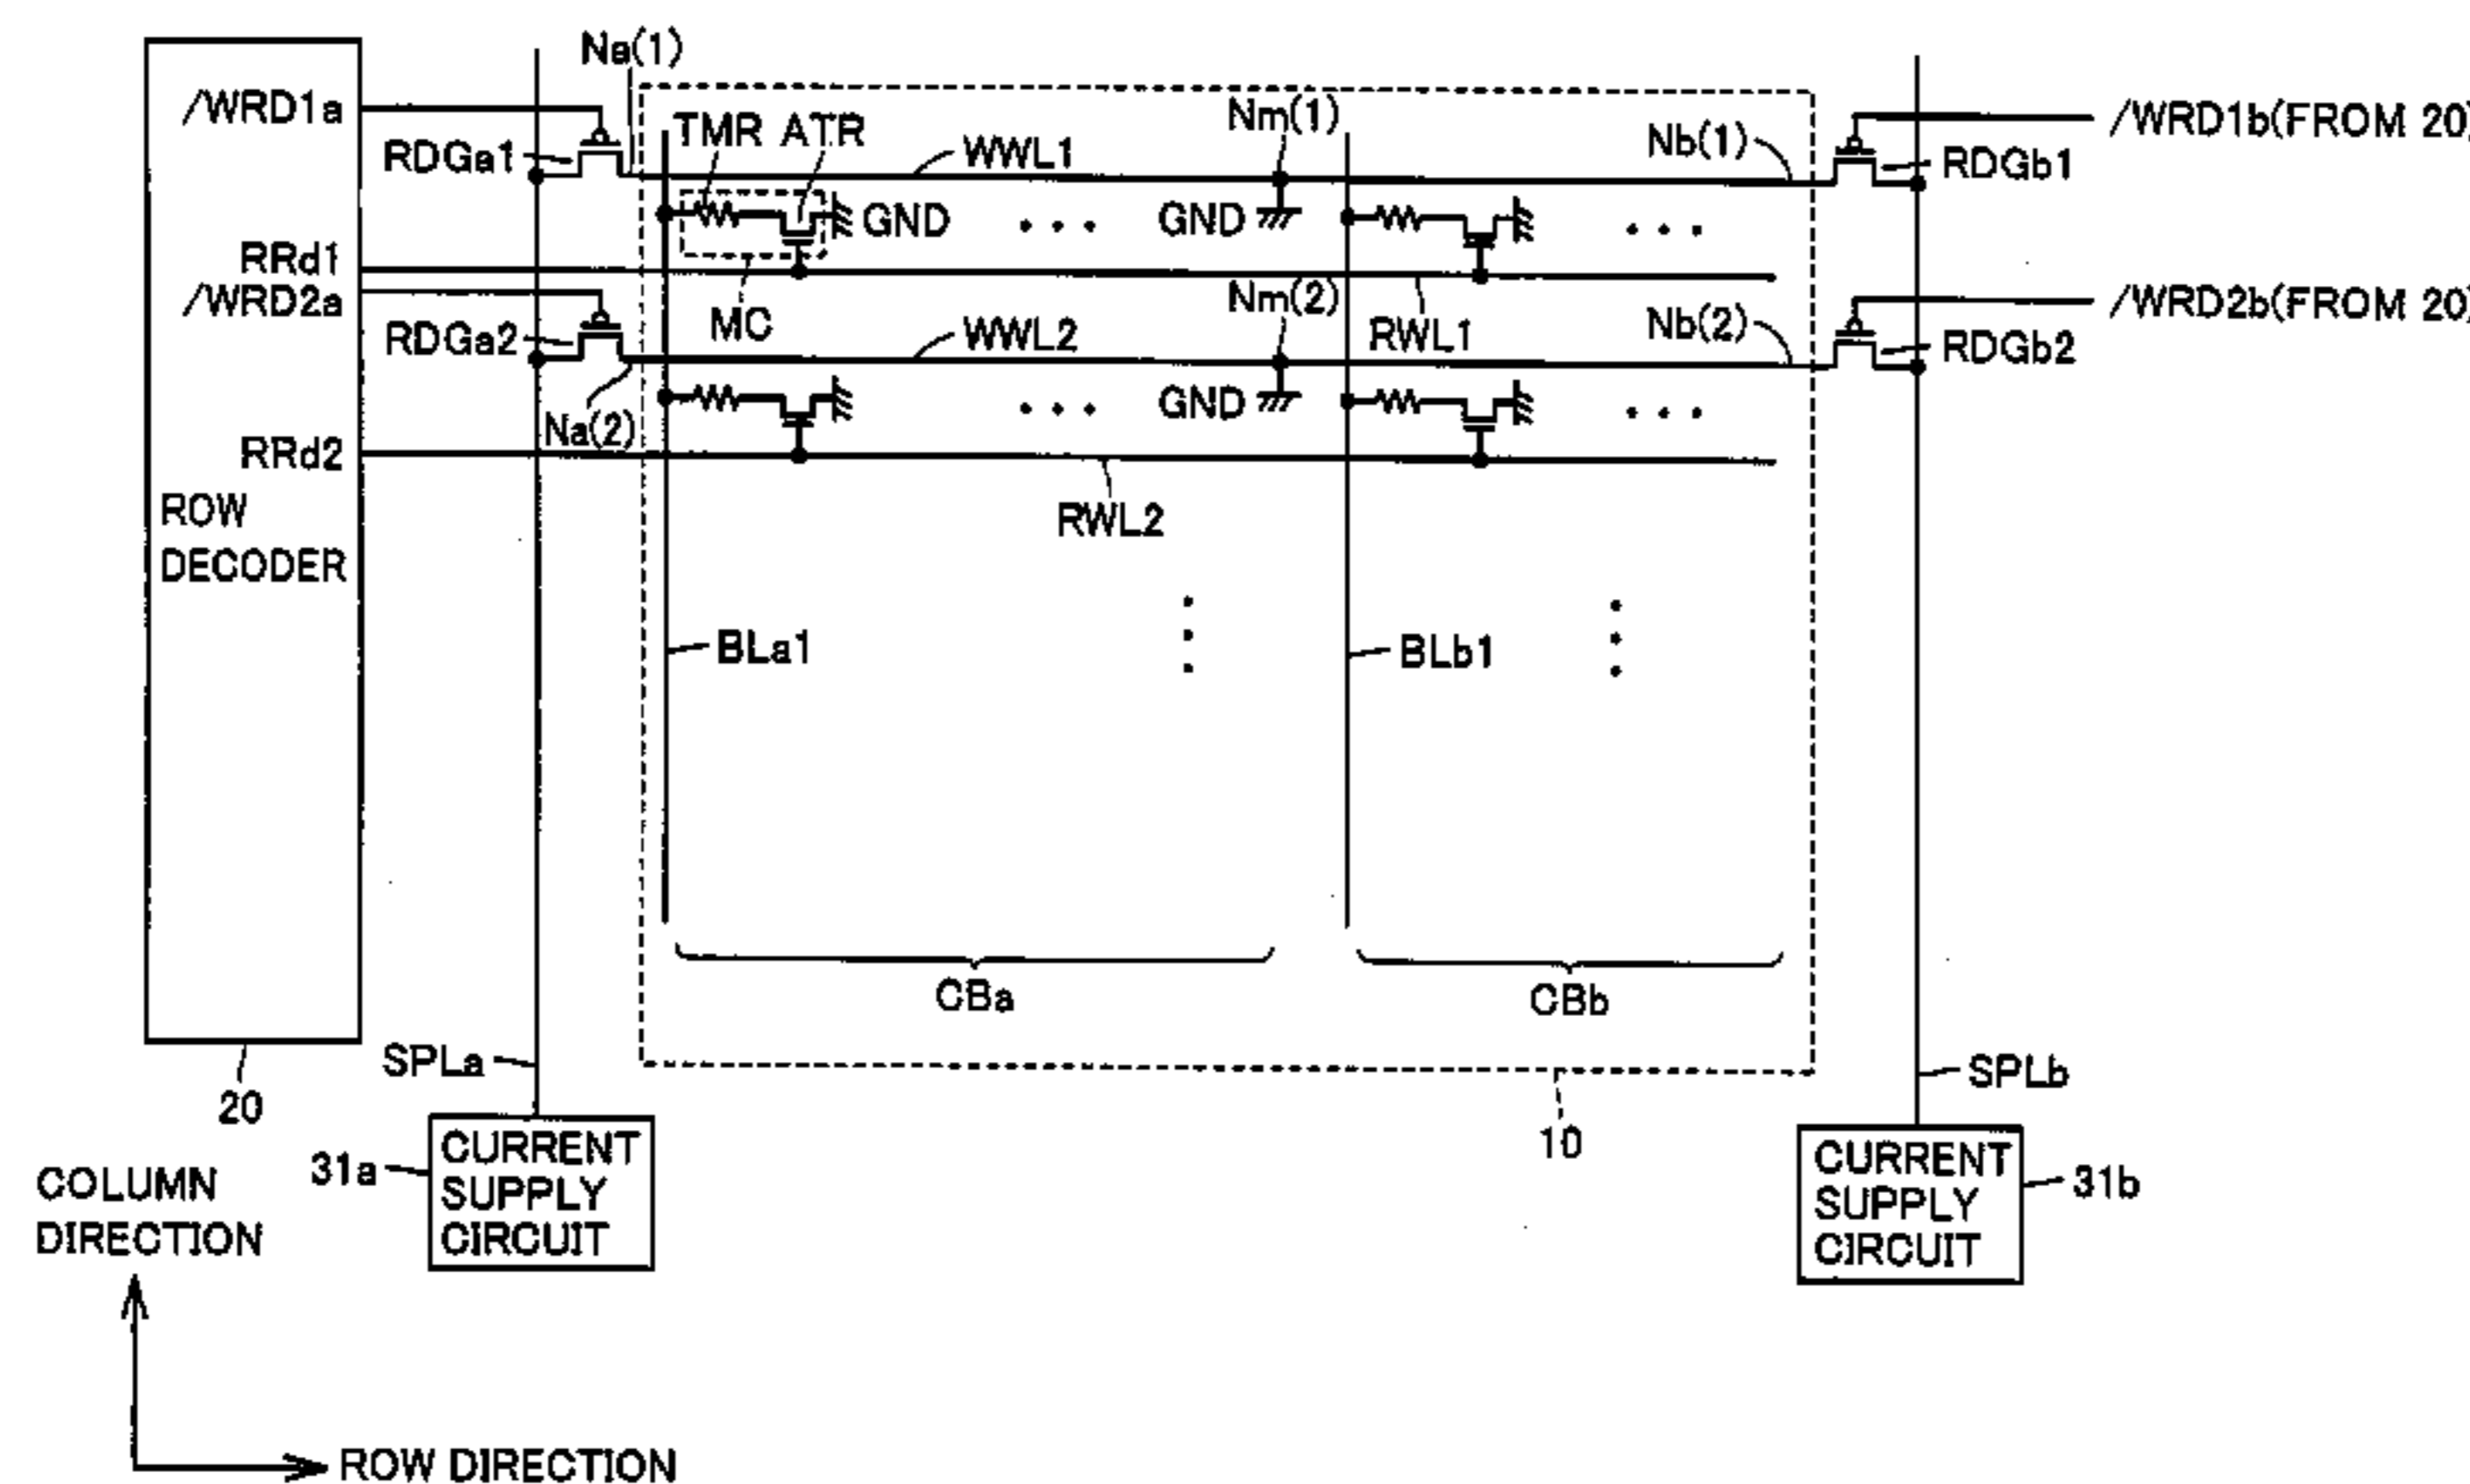 Na(1)
/WRD1a
TMR ATR
Nm(1)
/WRD1b(FROM 20)
RDGa1
WWL1
Nb(1)
RDGb1
GND
GND
RRd1
/WRD2a
MC
Nm(2)
/WRD2b(FROM 20)
RDGa2
WWL2
RWL1
Nb(2)
RDGb2
GND
Na(2)
RRd2
ROW
DECODER
RWL2
BLa1
BLb1
CBa
CBb
SPLa
SPLb
20
10
31a
CURRENT
SUPPLY
CIRCUIT
CURRENT
SUPPLY
CIRCUIT
31b
COLUMN
DIRECTION
ROW DIRECTION